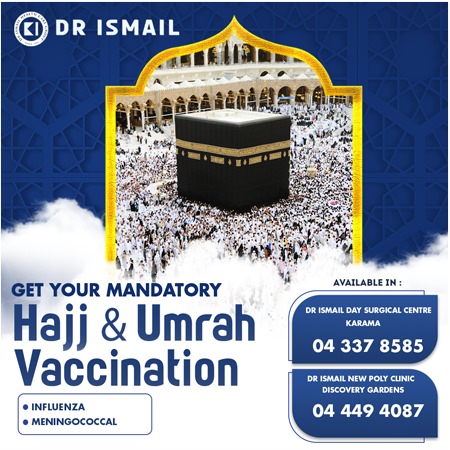 DR ISMAIL
GET YOUR MANDATORY
Hajj & Umrah
Vaccination
• INFLUENZA
• MENINGOCOCCAL
AVAILABLE IN :
DR ISMAIL DAY SURGICAL CENTRE
KARAMA
04 337 8585
DR ISMAIL NEW POLY CLINIC
DISCOVERY GARDENS
04 449 4087